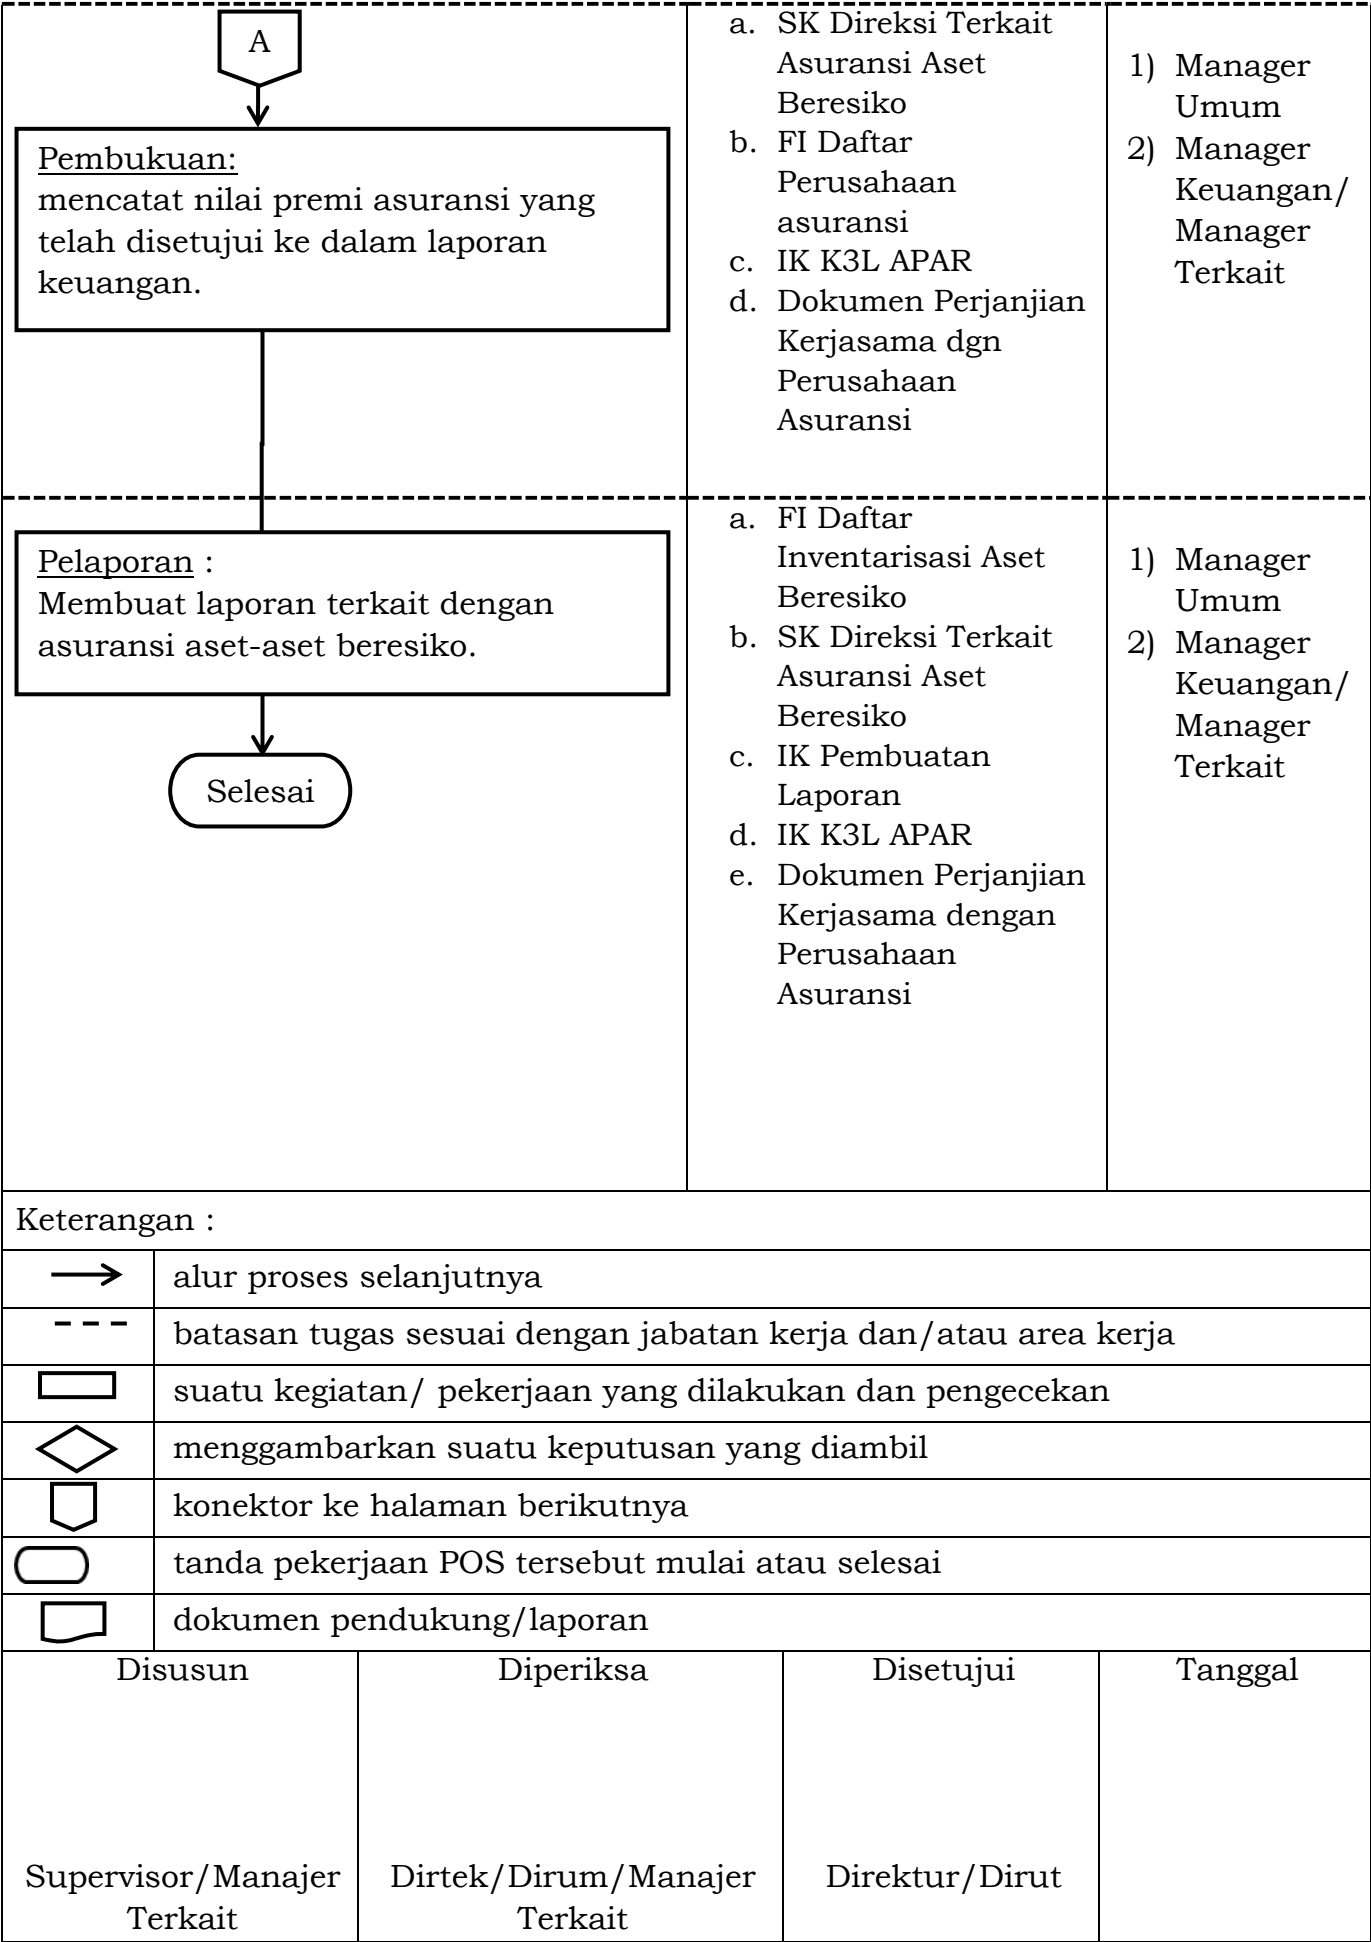 A
Pembukuan:
mencatat nilai premi asuransi yang
telah disetujui ke dalam laporan
keuangan.
a. SK Direksi Terkait
Asuransi Aset
Beresiko
b. FI Daftar
Perusahaan
asuransi
c. IK K3L APAR
d. Dokumen Perjanjian
Kerjasama dgn
Perusahaan
Asuransi
1) Manager
Umum
2) Manager
Keuangan/
Manager
Terkait
Pelaporan :
Membuat laporan terkait dengan
asuransi aset-aset beresiko.
Selesai
a. FI Daftar
Inventarisasi Aset
Beresiko
b. SK Direksi Terkait
Asuransi Aset
Beresiko
c. IK Pembuatan
Laporan
d. IK K3L APAR
e. Dokumen Perjanjian
Kerjasama dengan
Perusahaan
Asuransi
1) Manager
Umum
2) Manager
Keuangan/
Manager
Terkait
Keterangan :
alur proses selanjutnya
batasan tugas sesuai dengan jabatan kerja dan/atau area kerja
suatu kegiatan/ pekerjaan yang dilakukan dan pengecekan
menggambarkan suatu keputusan yang diambil
konektor ke halaman berikutnya
tanda pekerjaan POS tersebut mulai atau selesai
dokumen pendukung/laporan
Disusun
Supervisor/Manajer
Terkait
Diperiksa
Dirtek/Dirum/Manajer
Terkait
Disetujui
Direktur/Dirut
Tanggal